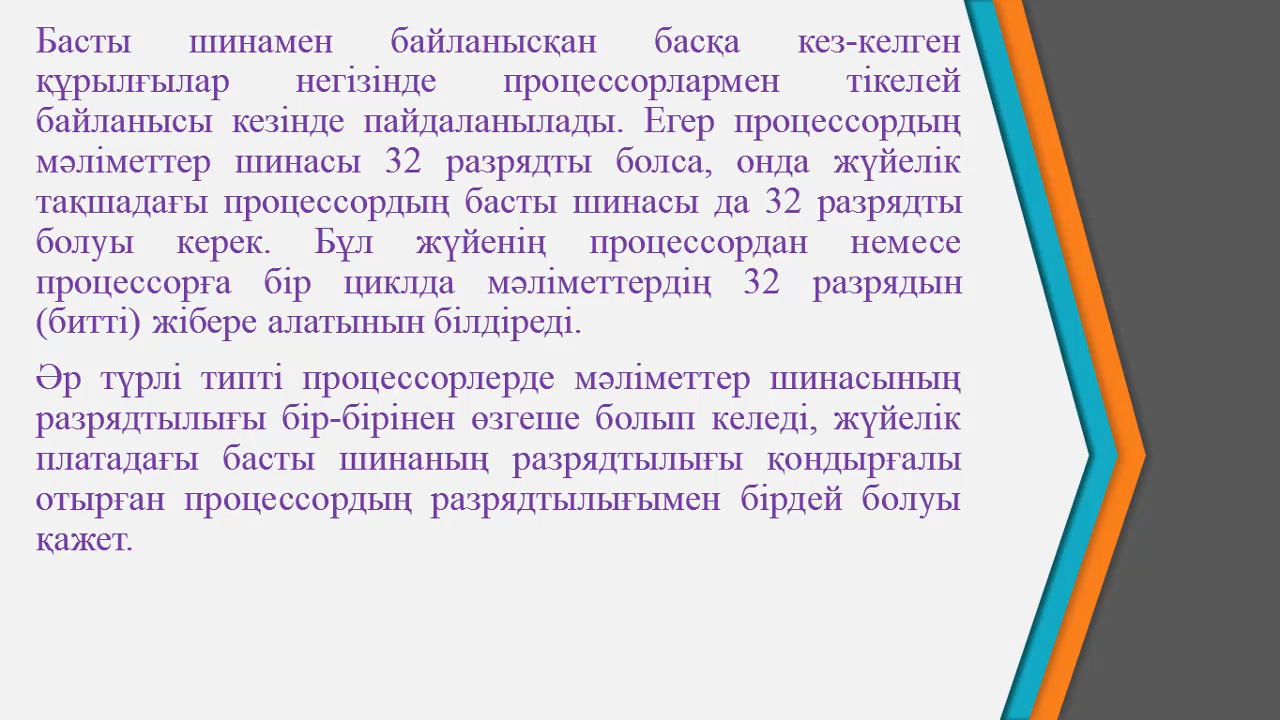 Басты шинамен байланысқан басқа кез-келген
құрылғылар негізінде процессорлармен тікелей
байланысы кезінде пайдаланылады. Егер процессордың
мәліметтер шинасы 32 разрядты болса, онда жүйелік
тақшадағы процессордың басты шинасы да 32 разрядты
болуы керек. Бұл жүйенің процессордан немесе
процессорға бір циклда мәліметтердің 32 разрядын
(битті) жібере алатынын білдіреді.
Әр түрлі типті процессорлерде мәліметтер шинасының
разрядтылығы бір-бірінен өзгеше болып келеді, жүйелік
платадағы басты шинаның разрядтылығы қондырғалы
отырған процессордың разрядтылығымен бірдей болуы
қажет.